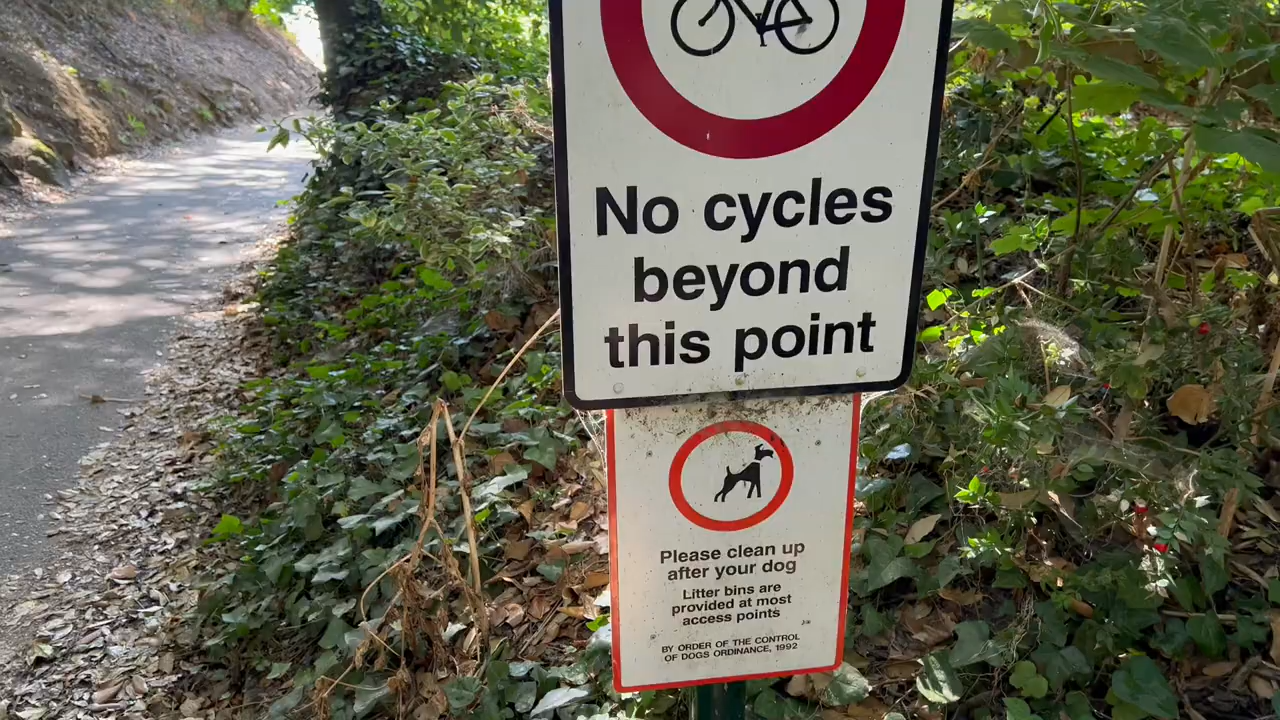 No cycles
beyond
this point
Please clean up
after your dog
Litter bins are
provided at most
access points
BY ORDER OF THE CONTROL
OF DOGS ORDINANCE, 1992